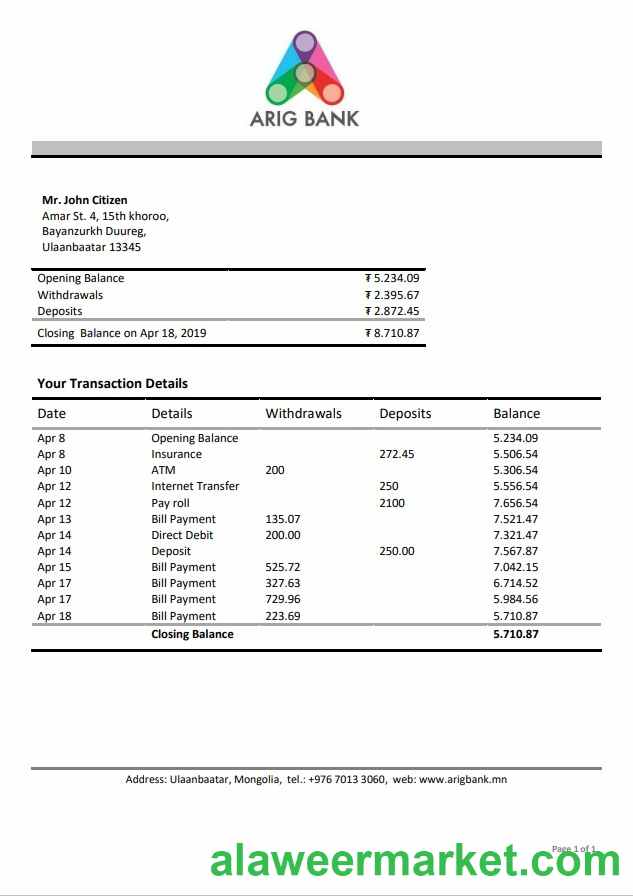 ARIG BANK
Mr. John Citizen
Amar St. 4, 15th khoroo,
Bayanzurkh Duureg,
Ulaanbaatar 13345
Opening Balance ₮ 5.234.09
Withdrawals ₮ 2.395.67
Deposits ₮ 2.872.45
Closing Balance on Apr 18, 2019 ₮ 8.710.87
Your Transaction Details
Date Details Withdrawals Deposits Balance
Apr 8 Opening Balance 5.234.09
Apr 8 Insurance 272.45 5.506.54
Apr 10 ATM 200 5.306.54
Apr 12 Internet Transfer 250 5.556.54
Apr 12 Pay roll 2100 7.656.54
Apr 13 Bill Payment 135.07 7.521.47
Apr 14 Direct Debit 200.00 7.321.47
Apr 14 Deposit 250.00 7.567.87
Apr 15 Bill Payment 525.72 7.042.15
Apr 17 Bill Payment 327.63 6.714.52
Apr 17 Bill Payment 729.96 5.984.56
Apr 18 Bill Payment 223.69 5.710.87
Closing Balance 5.710.87
Address: Ulaanbaatar, Mongolia, tel.: +976 7013 3060, web: www.arigbank.mn
Page 1 of 1
alaweermarket.com